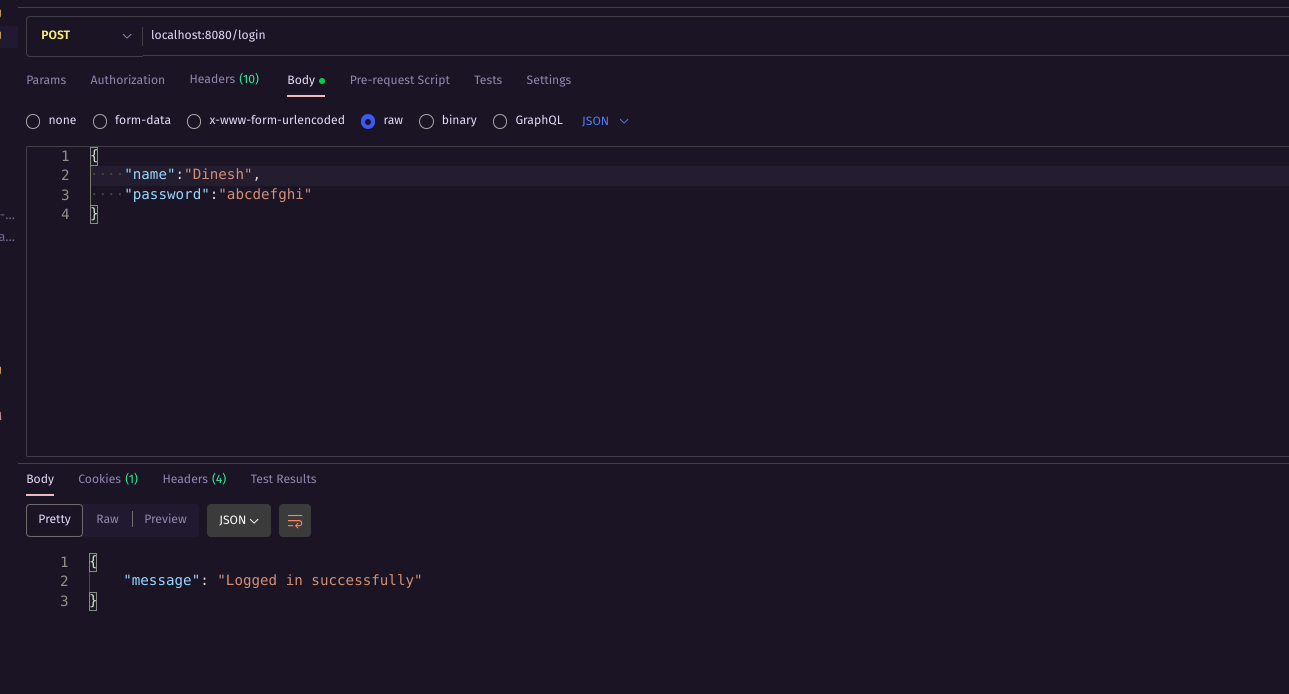 POST localhost:8080/login
Params Authorization Headers (10) Body Pre-request Script Tests Settings
none form-data x-www-form-urlencoded raw binary GraphQL JSON
1 {
2 "name":"Dinesh",
3 "password":"abcdefghi"
4 }
Body Cookies (1) Headers (4) Test Results
Pretty Raw Preview JSON
1 {
2 "message": "Logged in successfully"
3 }